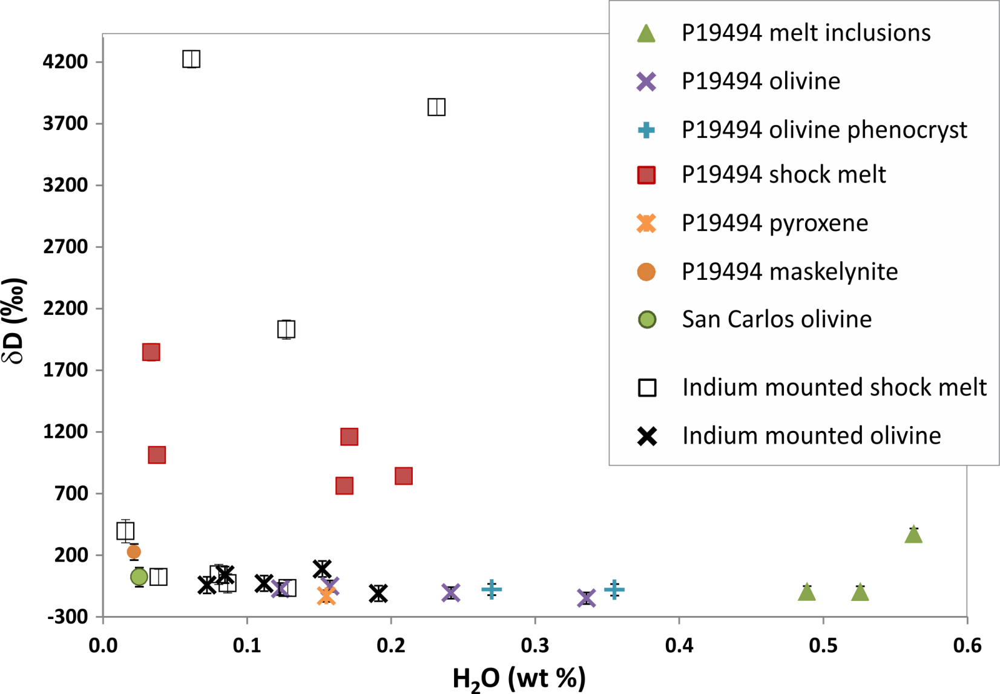 P19494 melt inclusions
P19494 olivine
P19494 olivine phenocryst
P19494 shock melt
P19494 pyroxene
P19494 maskelynite
San Carlos olivine
Indium mounted shock melt
Indium mounted olivine
δD (‰)
4200
3700
3200
2700
2200
1700
1200
700
200
-300
0.0 0.1 0.2 0.3 0.4 0.5 0.6
H₂O (wt %)